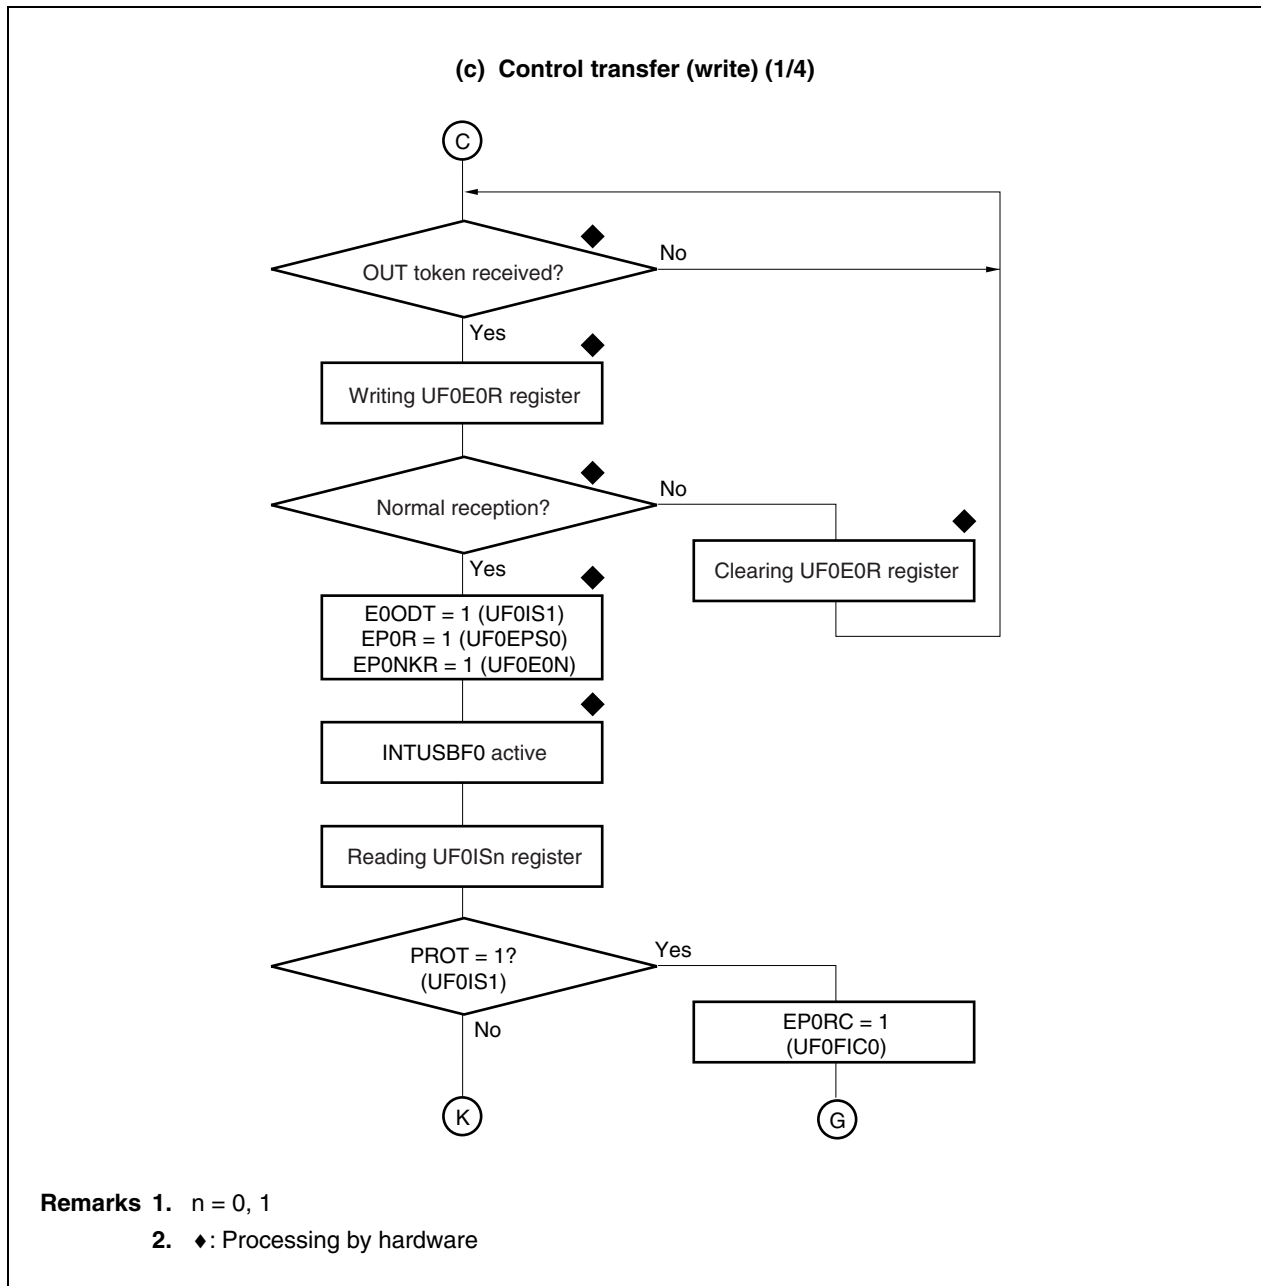 (c) Control transfer (write) (1/4)
C
OUT token received?
No
Yes
Writing UF0E0R register
Normal reception?
No
Yes
Clearing UF0E0R register
E0ODT = 1 (UF0IS1)
EP0R = 1 (UF0EPS0)
EP0NKR = 1 (UF0E0N)
INTUSBF0 active
Reading UF0ISn register
PROT = 1?
(UF0IS1)
Yes
No
EP0RC = 1
(UF0FIC0)
K
G
Remarks 1. n = 0, 1
2. ♦: Processing by hardware